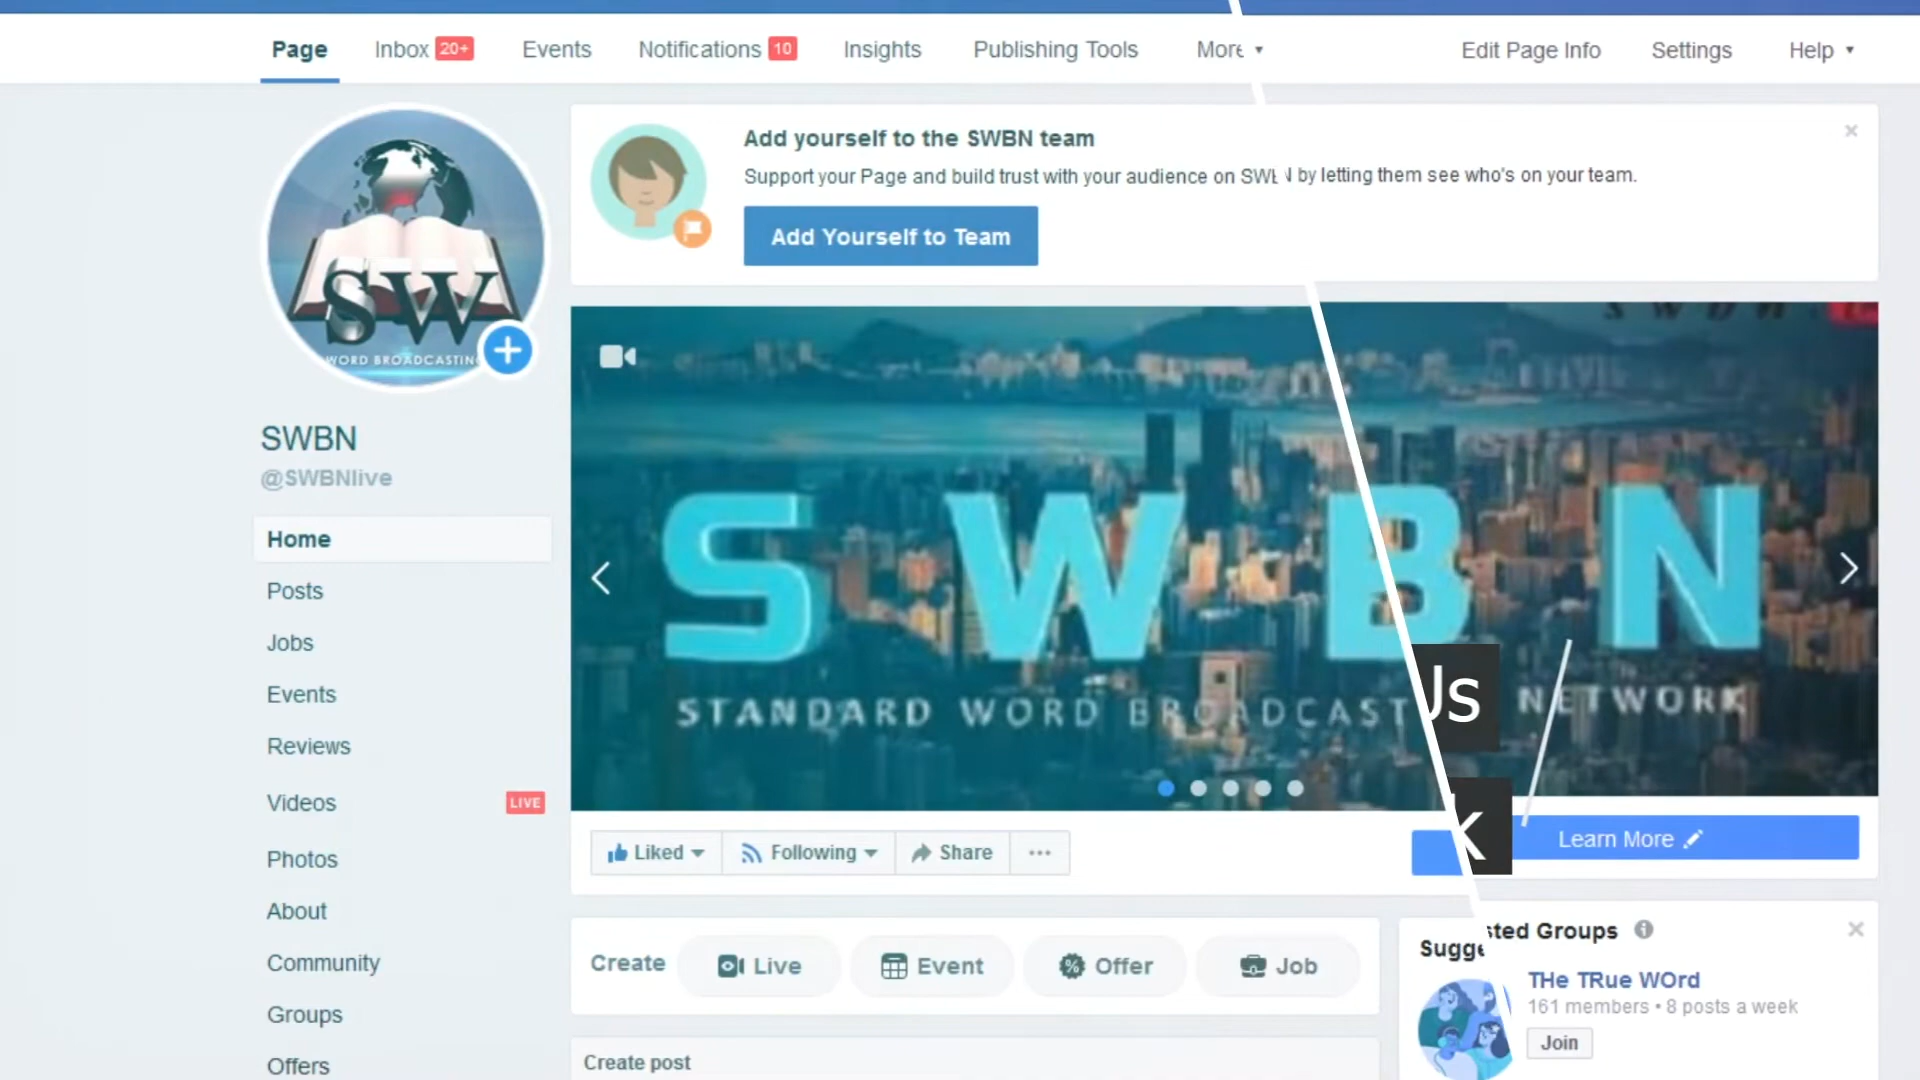 Page Inbox 20+ Events Notifications 10 Insights Publishing Tools More Edit Page Info Settings Help
Add yourself to the SWBN team
Support your Page and build trust with your audience on by letting them see who's on your team.
Add Yourself to Team
SW
WORD BROADCASTING
SWBN
@SWBNlive
Home
Posts
Jobs
Events
Reviews
Videos LIVE
Photos
About
Community
Groups
Offers
SWBN
STANDARD WORD BROADCAST NETWORK
Us
k
Liked Following Share ...
Learn More
Create Live Event Offer Job
Create post
Groups
THe TRue WOrd
161 members • 8 posts a week
Join